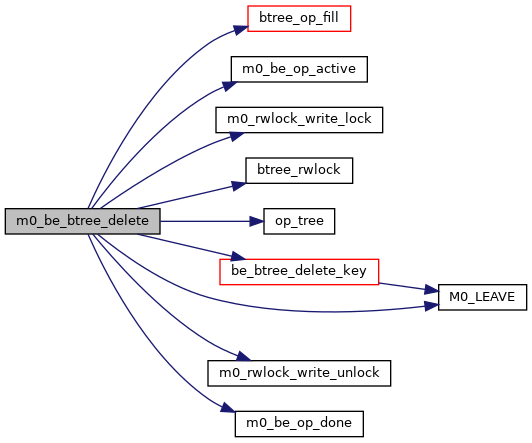 btree_op_fill
m0_be_op_active
m0_rwlock_write_lock
btree_rwlock
m0_be_btree_delete
op_tree
be_btree_delete_key
M0_LEAVE
m0_rwlock_write_unlock
m0_be_op_done